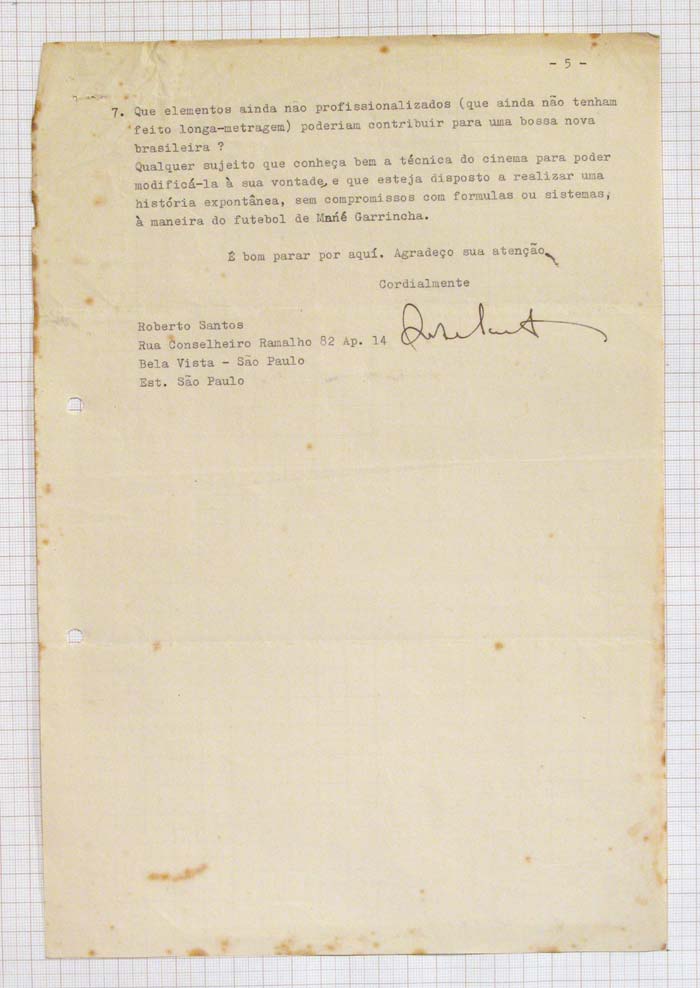 - 5 -
7. Que elementos ainda não profissionalizados (que ainda não tenham
feito longa-metragem) poderiam contribuir para uma bossa nova
brasileira ?
Qualquer sujeito que conheça bem a técnica do cinema para poder
modificá-la à sua vontade, e que esteja disposto a realizar uma
história expontânea, sem compromissos com formulas ou sistemas,
à maneira do futebol de Mané Garrincha.
É bom parar por aquí. Agradeço sua atenção,
Cordialmente
Roberto Santos
Rua Conselheiro Ramalho 82 Ap. 14
Bela Vista - São Paulo
Est. São Paulo